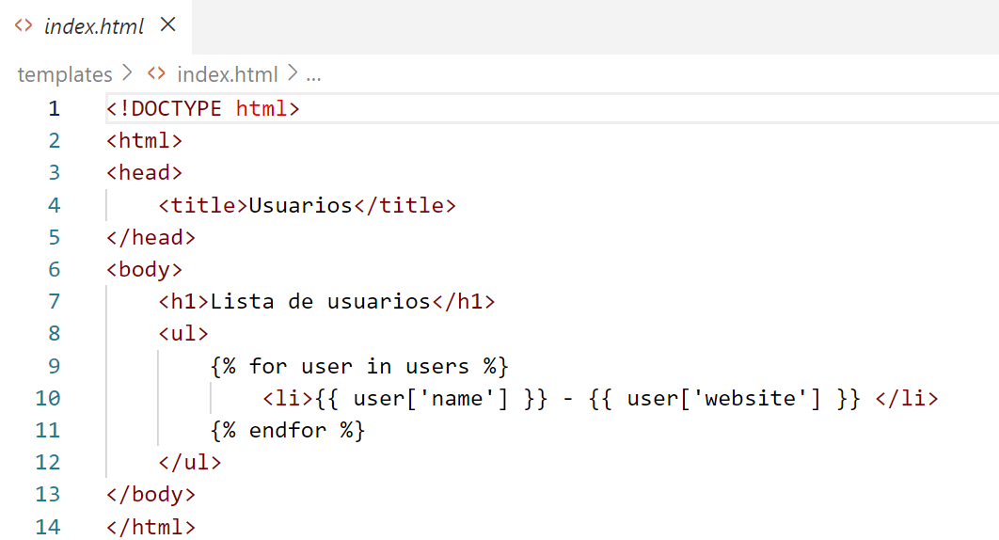 index.html
templates > index.html > ...
1 <!DOCTYPE html>
2 <html>
3 <head>
4     <title>Usuarios</title>
5 </head>
6 <body>
7     <h1>Lista de usuarios</h1>
8     <ul>
9         {% for user in users %}
10             <li>{{ user['name'] }} - {{ user['website'] }} </li>
11         {% endfor %}
12     </ul>
13 </body>
14 </html>